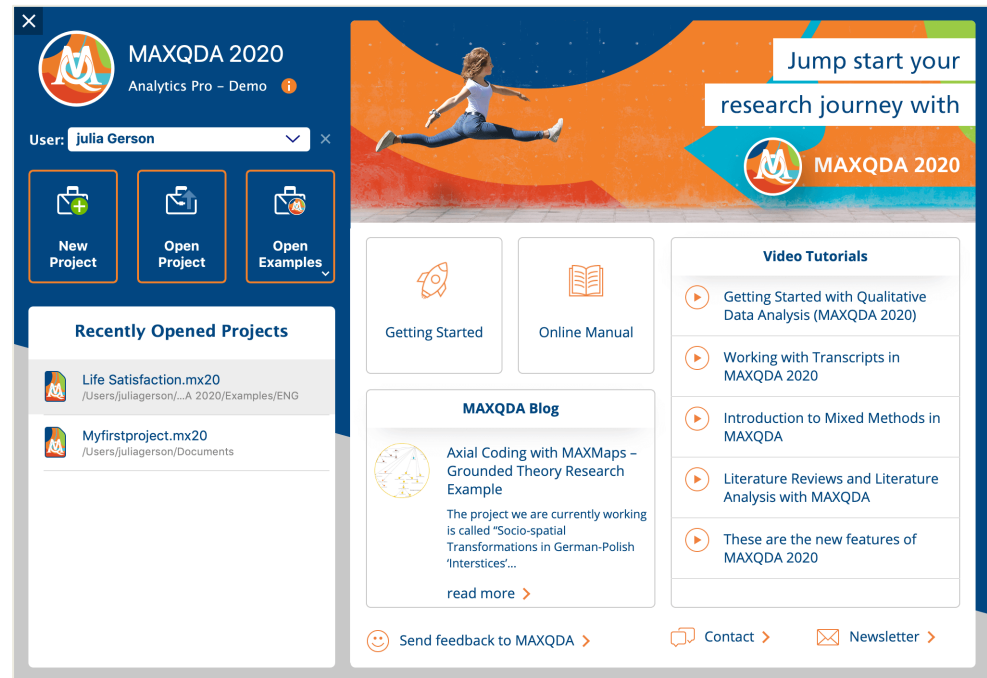 MAXQDA 2020
Analytics Pro – Demo
User: julia Gerson
New
Project
Open
Project
Open
Examples
Recently Opened Projects
Life Satisfaction.mx20
/Users/juliagerson/...A 2020/Examples/ENG
Myfirstproject.mx20
/Users/juliagerson/Documents
Jump start your
research journey with
MAXQDA 2020
Getting Started
Online Manual
MAXQDA Blog
Axial Coding with MAXMaps –
Grounded Theory Research
Example
The project we are currently working
is called “Socio-spatial
Transformations in German-Polish
‘Interstices’...
read more
Video Tutorials
Getting Started with Qualitative
Data Analysis (MAXQDA 2020)
Working with Transcripts in
MAXQDA 2020
Introduction to Mixed Methods in
MAXQDA
Literature Reviews and Literature
Analysis with MAXQDA
These are the new features of
MAXQDA 2020
Send feedback to MAXQDA
Contact
Newsletter